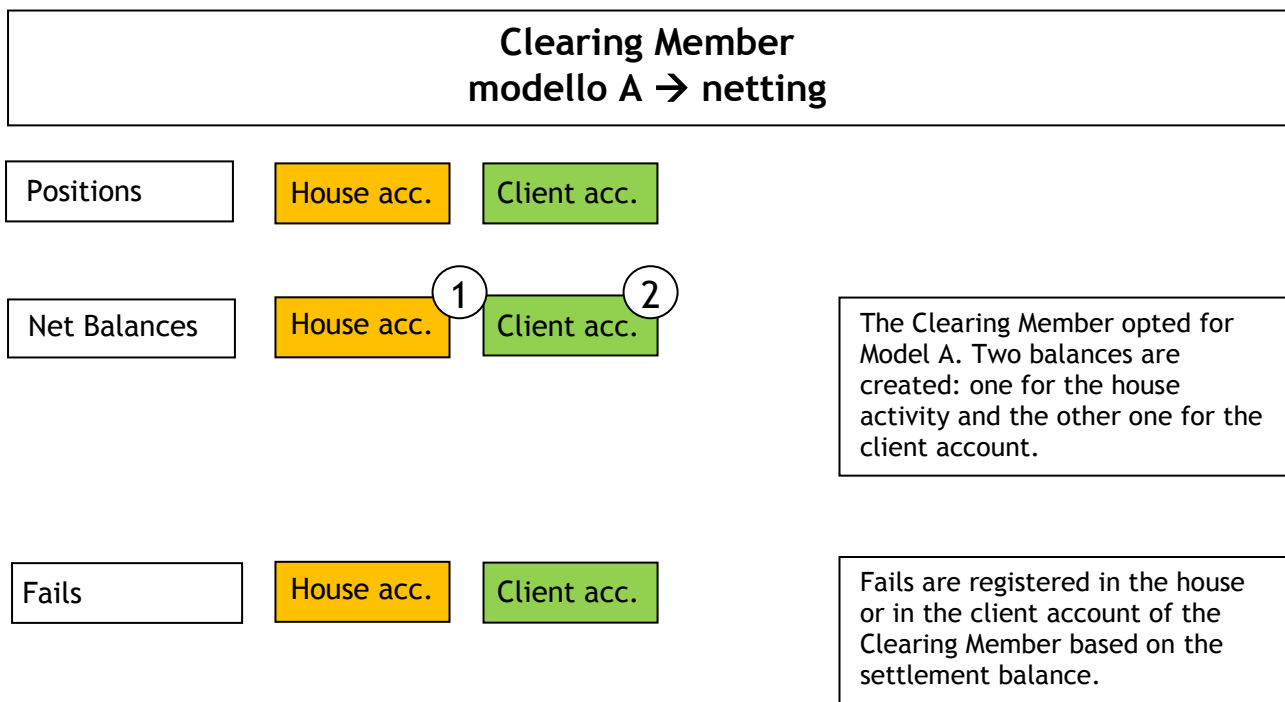 Clearing Member
modello A → netting
Positions
House acc.
Client acc.
Net Balances
House acc.
1
Client acc.
2
The Clearing Member opted for
Model A. Two balances are
created: one for the house
activity and the other one for the
client account.
Fails
House acc.
Client acc.
Fails are registered in the house
or in the client account of the
Clearing Member based on the
settlement balance.